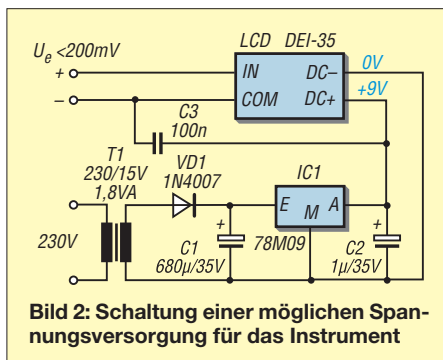 LCD DEI-35
Ue <200mV
0V
+ IN DC–
+9V
– COM DC+
C3
100n
T1
230/15V
1,8VA
VD1
1N4007
IC1
E M A
230V
+
C1
680µ/35V
78M09
+
C2
1µ/35V
Bild 2: Schaltung einer möglichen Span-
nungsversorgung für das Instrument